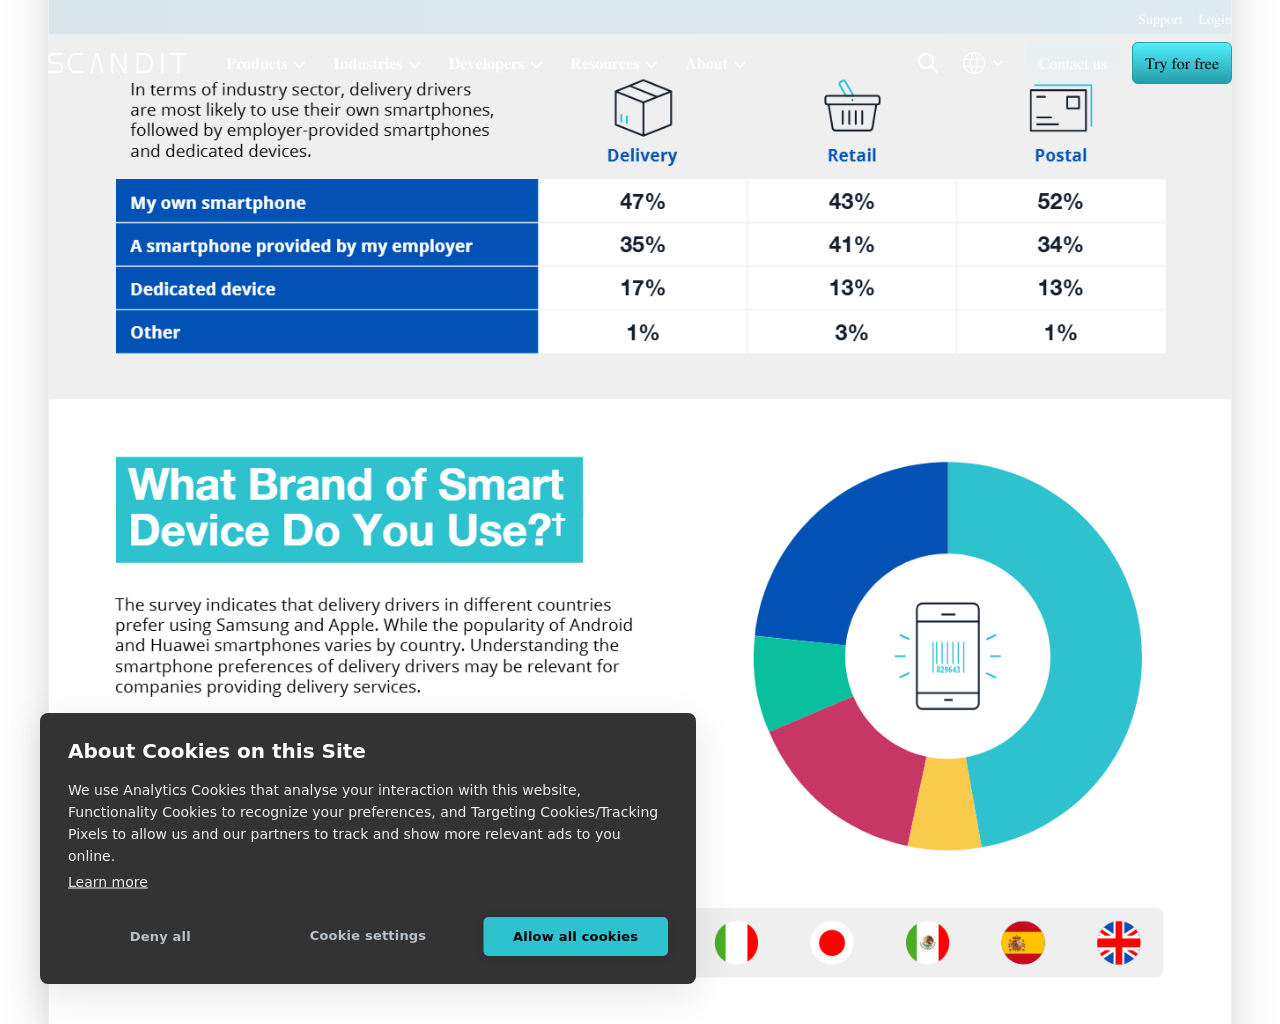 Support Login
SCANDIT Products Industries Developers Resources About Contact us Try for free
In terms of industry sector, delivery drivers
are most likely to use their own smartphones,
followed by employer-provided smartphones
and dedicated devices.
Delivery Retail Postal
My own smartphone 47% 43% 52%
A smartphone provided by my employer 35% 41% 34%
Dedicated device 17% 13% 13%
Other 1% 3% 1%
What Brand of Smart
Device Do You Use?†
The survey indicates that delivery drivers in different countries
prefer using Samsung and Apple. While the popularity of Android
and Huawei smartphones varies by country. Understanding the
smartphone preferences of delivery drivers may be relevant for
companies providing delivery services.
829643
About Cookies on this Site
We use Analytics Cookies that analyse your interaction with this website,
Functionality Cookies to recognize your preferences, and Targeting Cookies/Tracking
Pixels to allow us and our partners to track and show more relevant ads to you
online.
Learn more
Deny all Cookie settings Allow all cookies